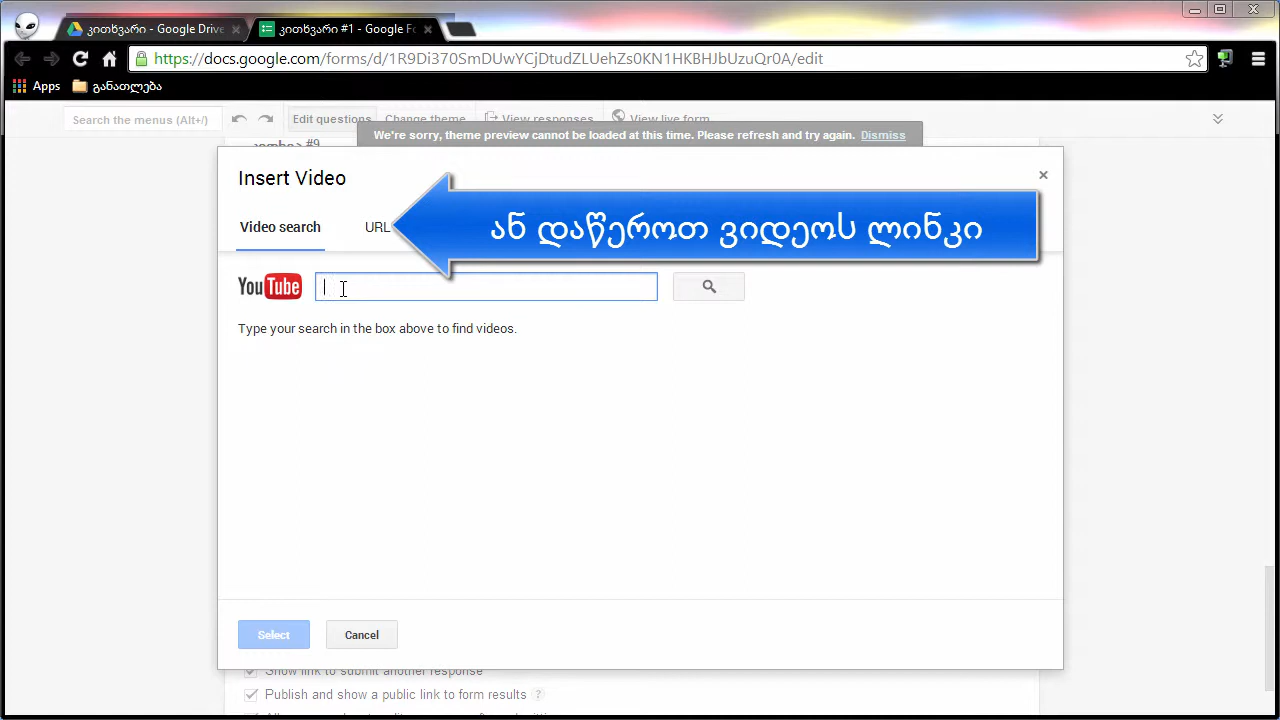 კითხვარი - Google Drive
კითხვარი #1 - Google Fo
https://docs.google.com/forms/d/1R9Di370SmDUwYCjDtudZLUehZs0KN1HKBHJbUzuQr0A/edit
Apps
განათლება
Search the menus (Alt+/)
Edit questions
Change theme
View responses
View live form
We're sorry, theme preview cannot be loaded at this time. Please refresh and try again. Dismiss
კითხვა #9
Insert Video
Video search
URL
ან დაწეროთ ვიდეოს ლინკი
YouTube
Type your search in the box above to find videos.
Select
Cancel
Show link to submit another response
Publish and show a public link to form results ?